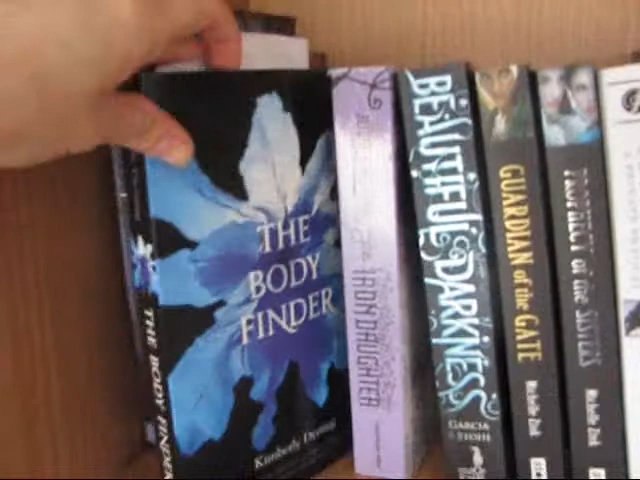 THE
BODY
FINDER
Kimberly
THE BODY FINDER
The IRON DAUGHTER
BEAUTIFUL DARKNESS
GARCIA
& STOHL
GUARDIAN of the GATE
Michelle Zink
PROPHECY of the SISTERS
Michelle Zink